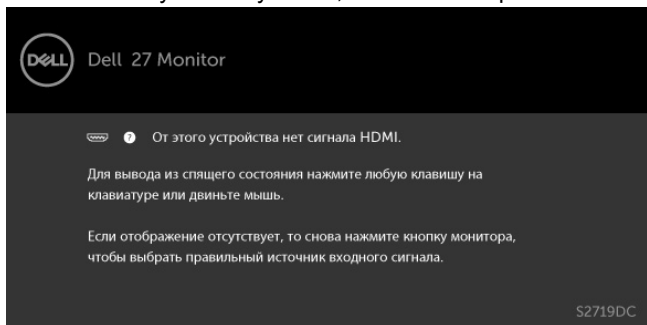 DELL
Dell 27 Monitor
? От этого устройства нет сигнала HDMI.
Для вывода из спящего состояния нажмите любую клавишу на
клавиатуре или двиньте мышь.
Если отображение отсутствует, то снова нажмите кнопку монитора,
чтобы выбрать правильный источник входного сигнала.
S2719DC